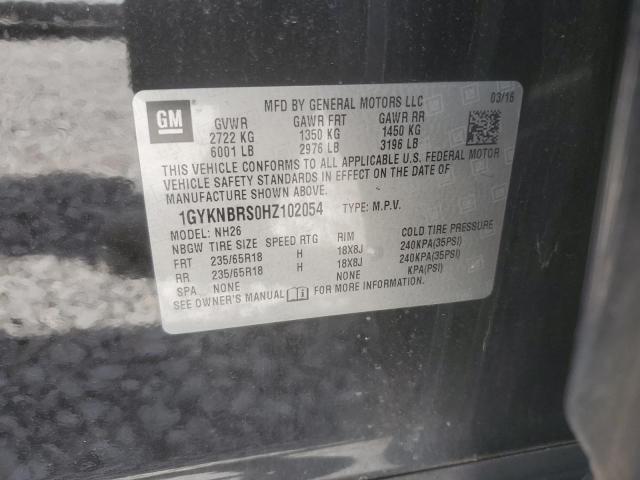 MFD BY GENERAL MOTORS LLC 03/16
GM GVWR GAWR FRT GAWR RR
2722 KG 1350 KG 1450 KG
6001 LB 2976 LB 3196 LB
THIS VEHICLE CONFORMS TO ALL APPLICABLE U.S. FEDERAL MOTOR
VEHICLE SAFETY STANDARDS IN EFFECT ON THE DATE OF
MANUFACTURE SHOWN ABOVE.
1GYKNBRS0HZ102054 TYPE: M.P.V.
MODEL: NH26
NBGW TIRE SIZE SPEED RTG RIM COLD TIRE PRESSURE
FRT 235/65R18 H 18X8J 240KPA(35PSI)
RR 235/65R18 H 18X8J 240KPA(35PSI)
SPA NONE NONE KPA(PSI)
SEE OWNER'S MANUAL FOR MORE INFORMATION.